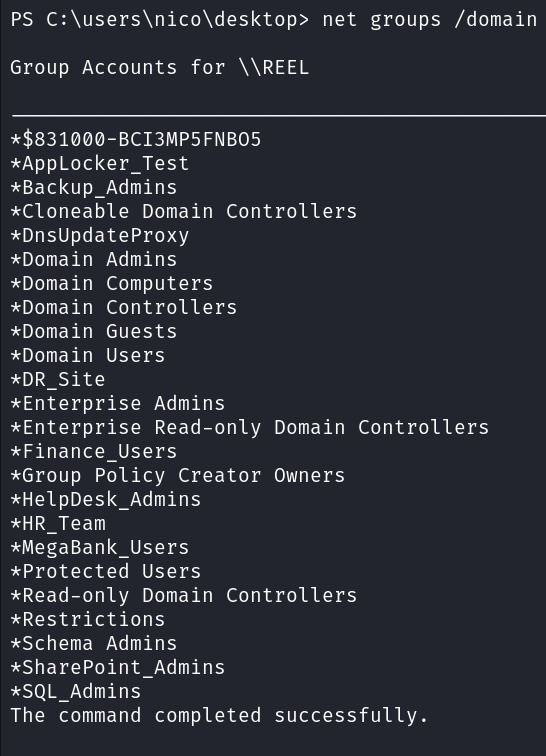 PS C:\users\nico\desktop> net groups /domain
Group Accounts for \\REEL
*$831000-BCI3MP5FNBO5
*AppLocker_Test
*Backup_Admins
*Cloneable Domain Controllers
*DnsUpdateProxy
*Domain Admins
*Domain Computers
*Domain Controllers
*Domain Guests
*Domain Users
*DR_Site
*Enterprise Admins
*Enterprise Read-only Domain Controllers
*Finance_Users
*Group Policy Creator Owners
*HelpDesk_Admins
*HR_Team
*MegaBank_Users
*Protected Users
*Read-only Domain Controllers
*Restrictions
*Schema Admins
*SharePoint_Admins
*SQL_Admins
The command completed successfully.